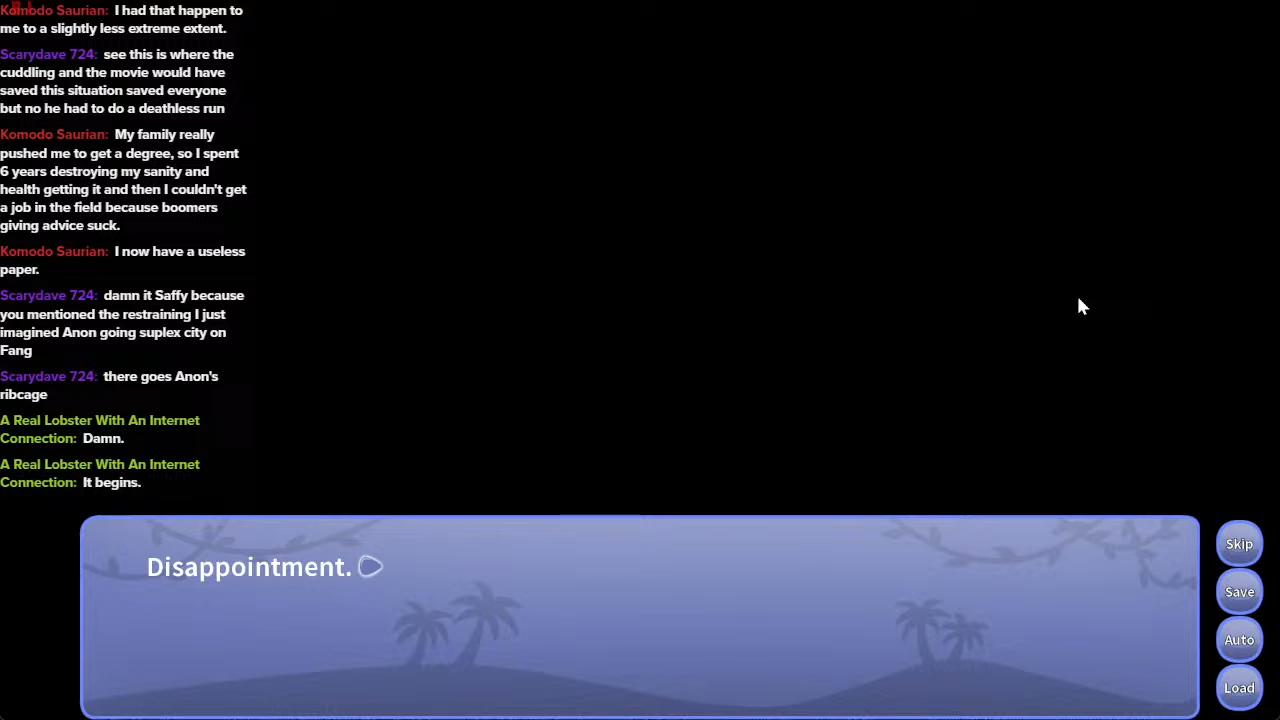 Komodo Saurian: I had that happen to
me to a slightly less extreme extent.
Scarydave 724: see this is where the
cuddling and the movie would have
saved this situation saved everyone
but no he had to do a deathless run
Komodo Saurian: My family really
pushed me to get a degree, so I spent
6 years destroying my sanity and
health getting it and then I couldn't get
a job in the field because boomers
giving advice suck.
Komodo Saurian: I now have a useless
paper.
Scarydave 724: damn it Saffy because
you mentioned the restraining I just
imagined Anon going suplex city on
Fang
Scarydave 724: there goes Anon's
ribcage
A Real Lobster With An Internet
Connection: Damn.
A Real Lobster With An Internet
Connection: It begins.
Disappointment.
Skip
Save
Auto
Load